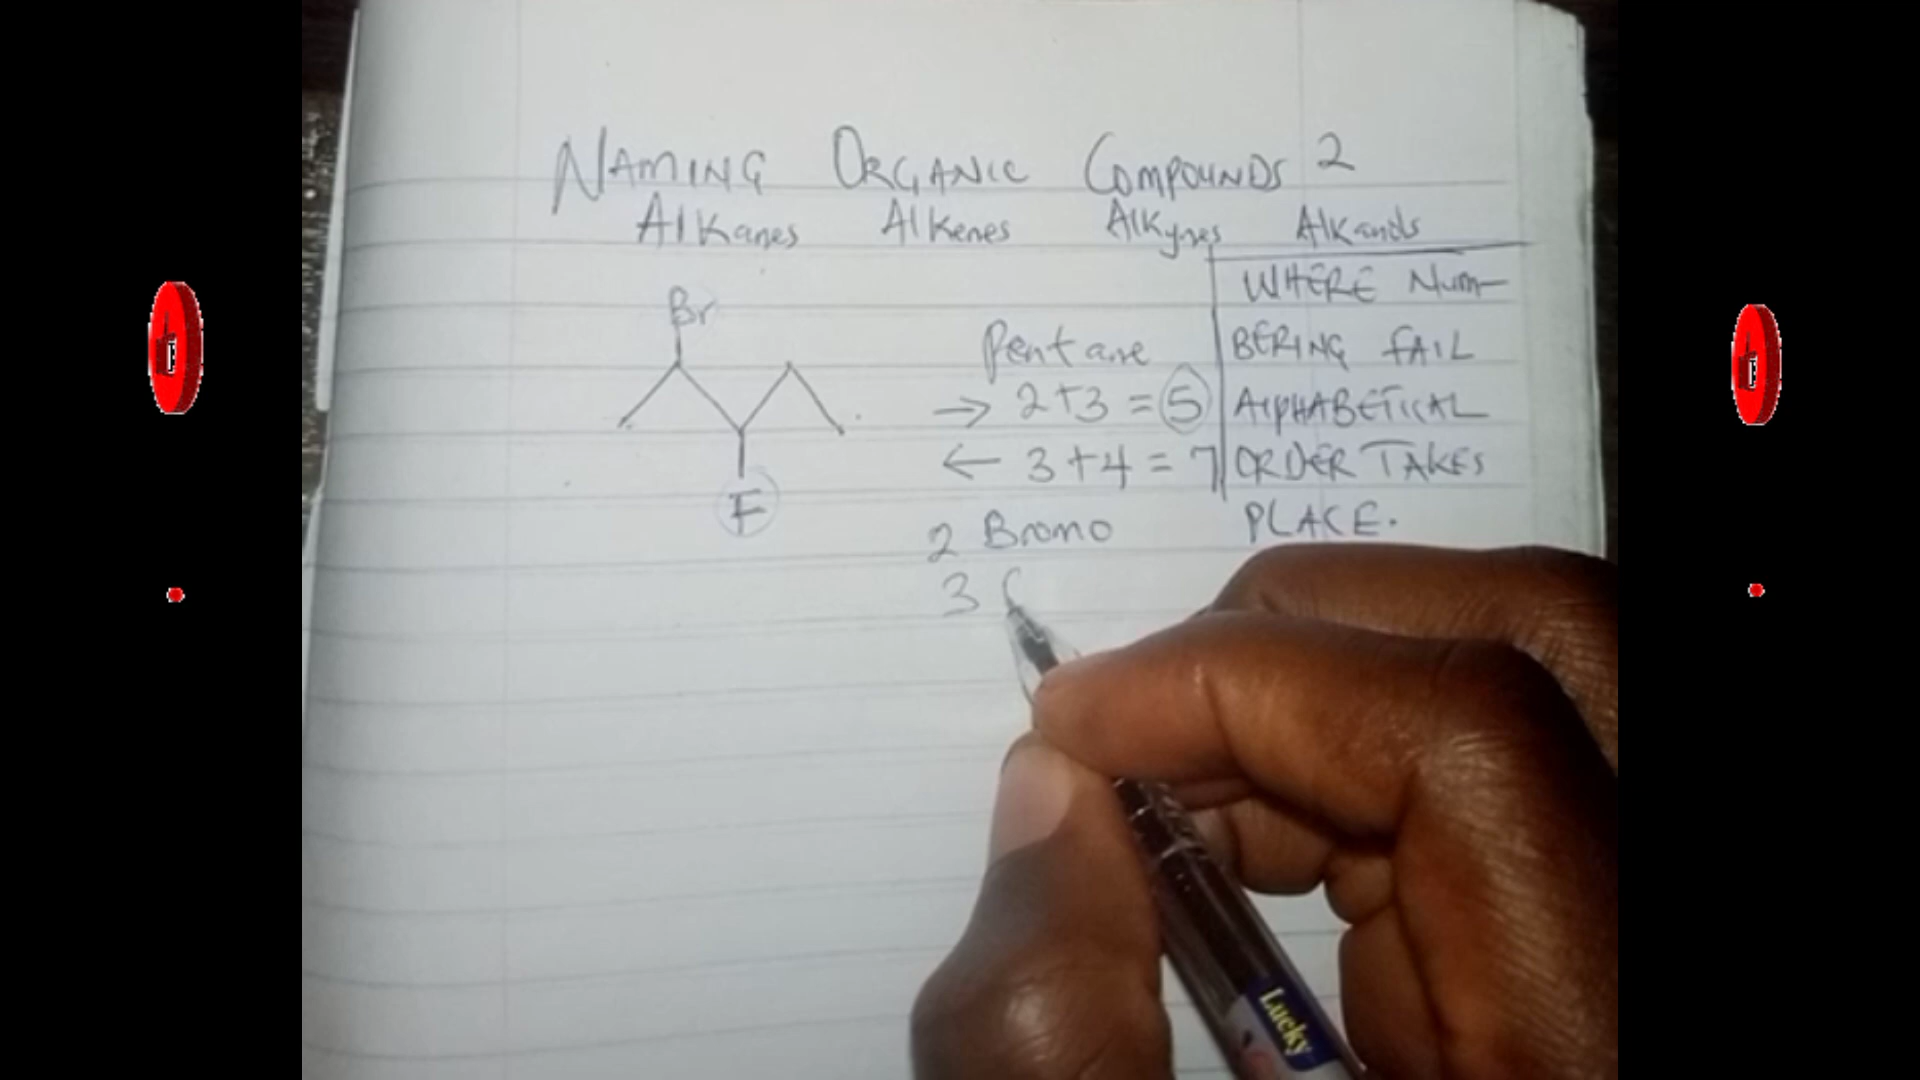 NAMING ORGANIC COMPOUNDS 2
Alkanes Alkenes Alkynes Alkanols
WHERE NUM-
BERING FAIL
ALPHABETICAL
ORDER TAKES
PLACE.
Br
F
Pentane
→ 2+3 = 5
← 3+4 = 7
2 Bromo
3
Lucky